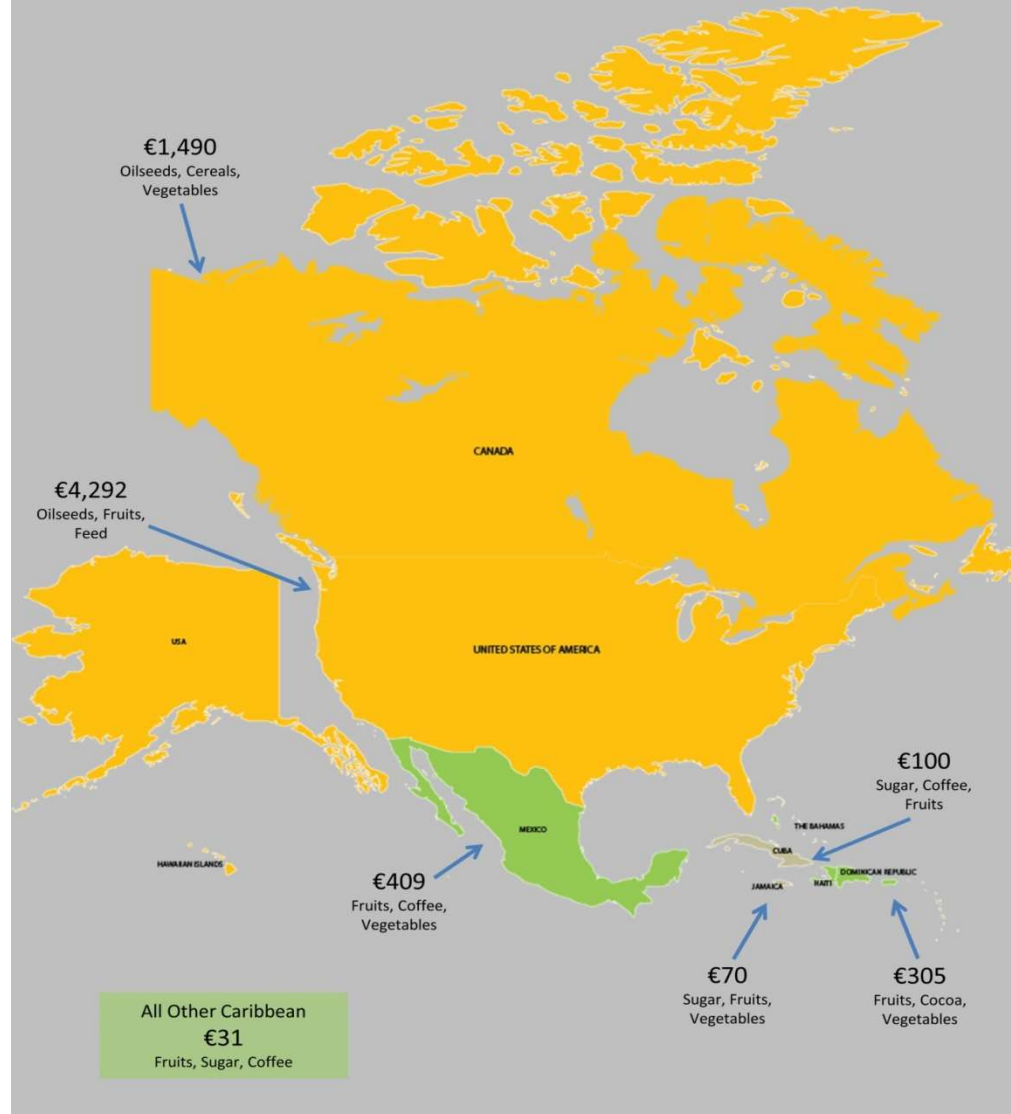 €1,490
Oilseeds, Cereals,
Vegetables
CANADA
€4,292
Oilseeds, Fruits,
Feed
USA
UNITED STATES OF AMERICA
€100
Sugar, Coffee,
Fruits
THE BAHAMAS
MEXICO
CUBA
HAWAIIAN ISLANDS
DOMINICAN REPUBLIC
JAMAICA
HAITI
€409
Fruits, Coffee,
Vegetables
€70
Sugar, Fruits,
Vegetables
€305
Fruits, Cocoa,
Vegetables
All Other Caribbean
€31
Fruits, Sugar, Coffee